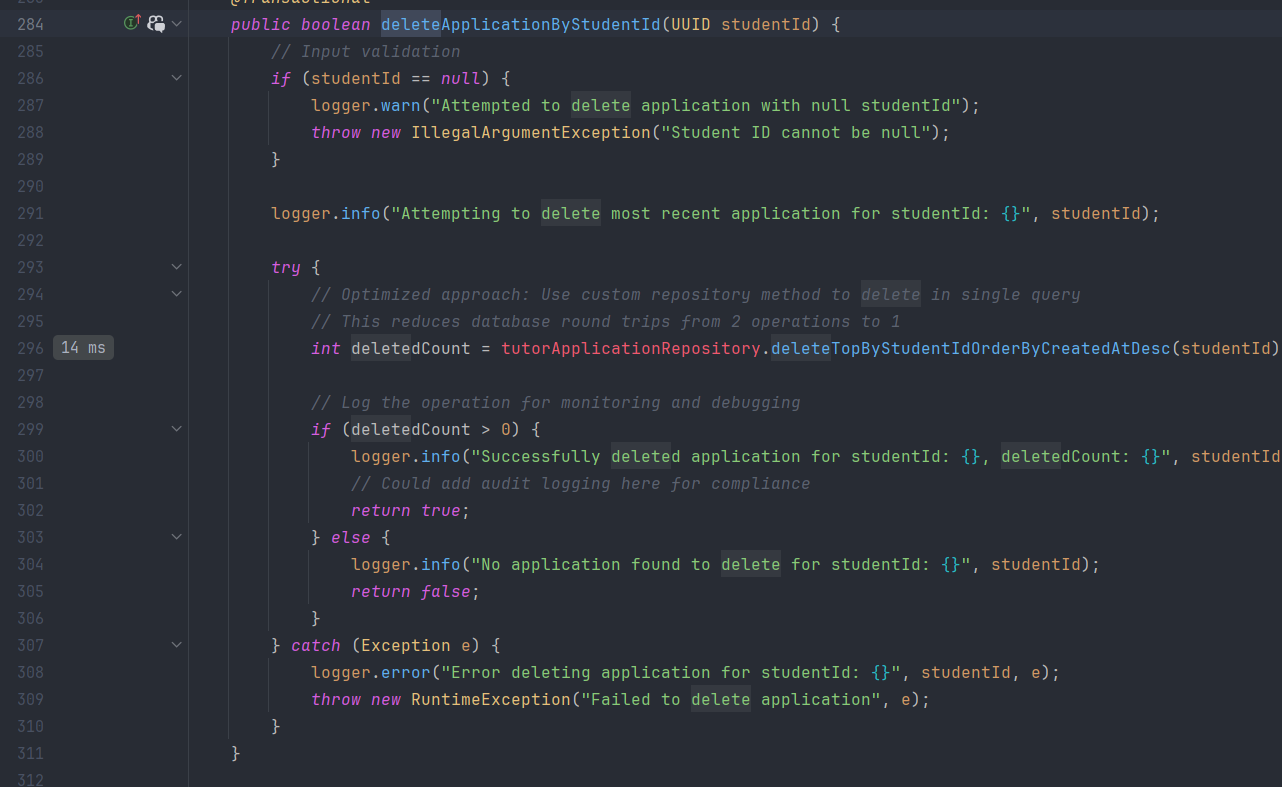 @Transactional
284 public boolean deleteApplicationByStudentId(UUID studentId) {
285 // Input validation
286 if (studentId == null) {
287 logger.warn("Attempted to delete application with null studentId");
288 throw new IllegalArgumentException("Student ID cannot be null");
289 }
290
291 logger.info("Attempting to delete most recent application for studentId: {}", studentId);
292
293 try {
294 // Optimized approach: Use custom repository method to delete in single query
295 // This reduces database round trips from 2 operations to 1
296 14 ms int deletedCount = tutorApplicationRepository.deleteTopByStudentIdOrderByCreatedAtDesc(studentId)
297
298 // Log the operation for monitoring and debugging
299 if (deletedCount > 0) {
300 logger.info("Successfully deleted application for studentId: {}, deletedCount: {}", studentId
301 // Could add audit logging here for compliance
302 return true;
303 } else {
304 logger.info("No application found to delete for studentId: {}", studentId);
305 return false;
306 }
307 } catch (Exception e) {
308 logger.error("Error deleting application for studentId: {}", studentId, e);
309 throw new RuntimeException("Failed to delete application", e);
310 }
311 }
312